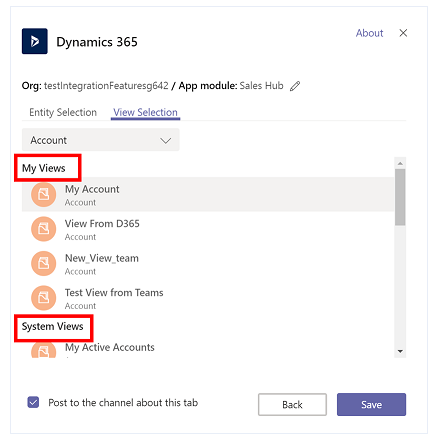 Dynamics 365
About
Org: testIntegrationFeaturesg642 / App module: Sales Hub
Entity Selection View Selection
Account
My Views
My Account
Account
View From D365
Account
New_View_team
Account
Test View from Teams
Account
System Views
My Active Accounts
Post to the channel about this tab
Back
Save